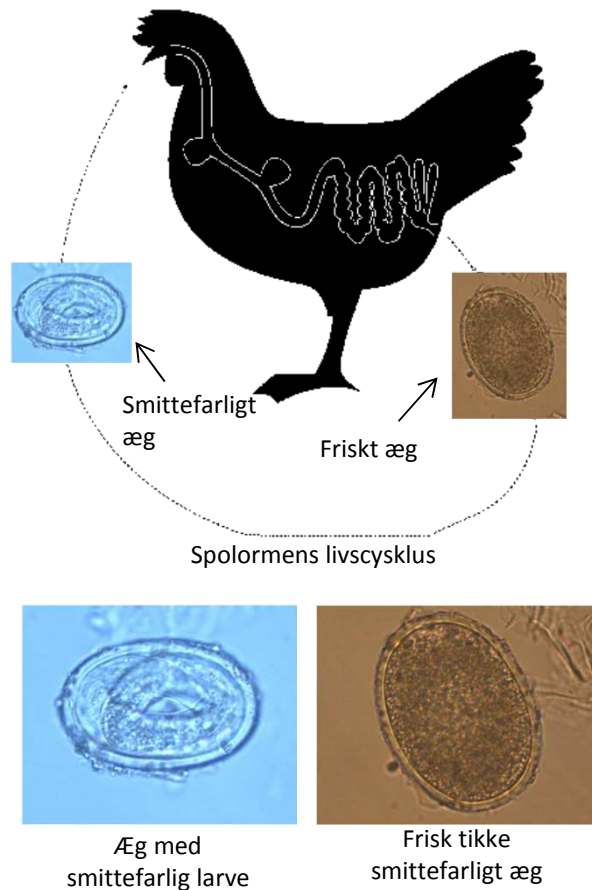 Smittefarligt
æg
Friskt æg
Spolormens livscysklus
Æg med
smittefarlig larve
Frisk tikke
smittefarligt æg